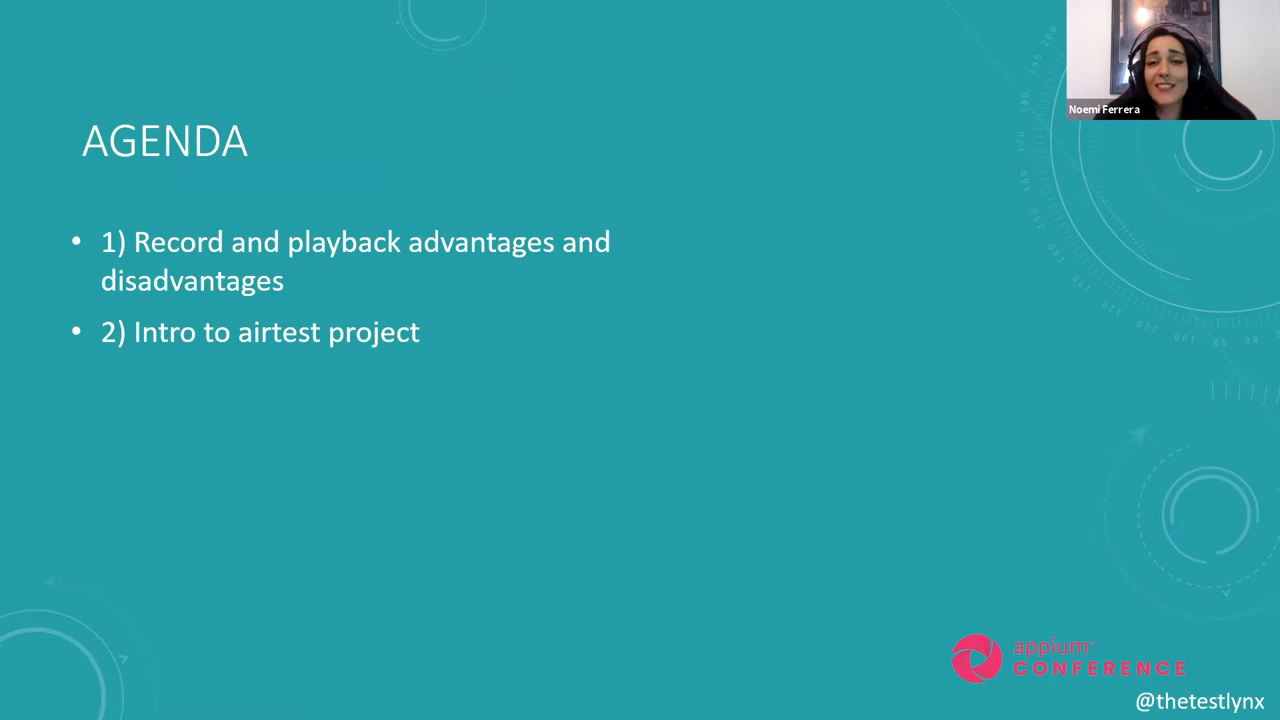 Noemi Ferrera
AGENDA
• 1) Record and playback advantages and
disadvantages
• 2) Intro to airtest project
appium
CONFERENCE
@thetestlynx